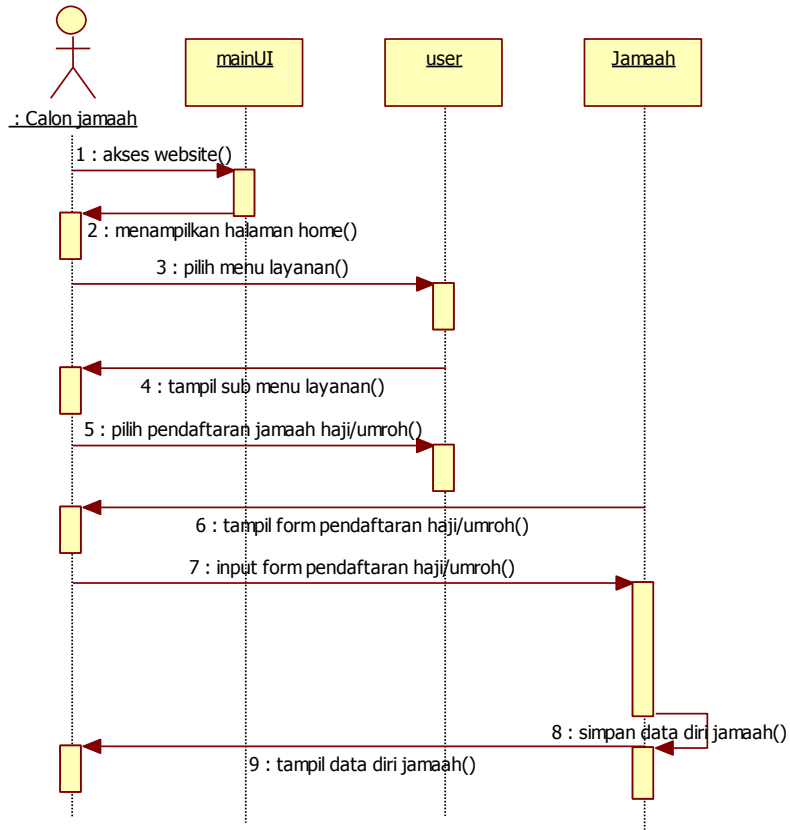 mainUI
user
Jamaah
: Calon jamaah
1 : akses website()
2 : menampilkan halaman home()
3 : pilih menu layanan()
4 : tampil sub menu layanan()
5 : pilih pendaftaran jamaah haji/umroh()
6 : tampil form pendaftaran haji/umroh()
7 : input form pendaftaran haji/umroh()
8 : simpan data diri jamaah()
9 : tampil data diri jamaah()